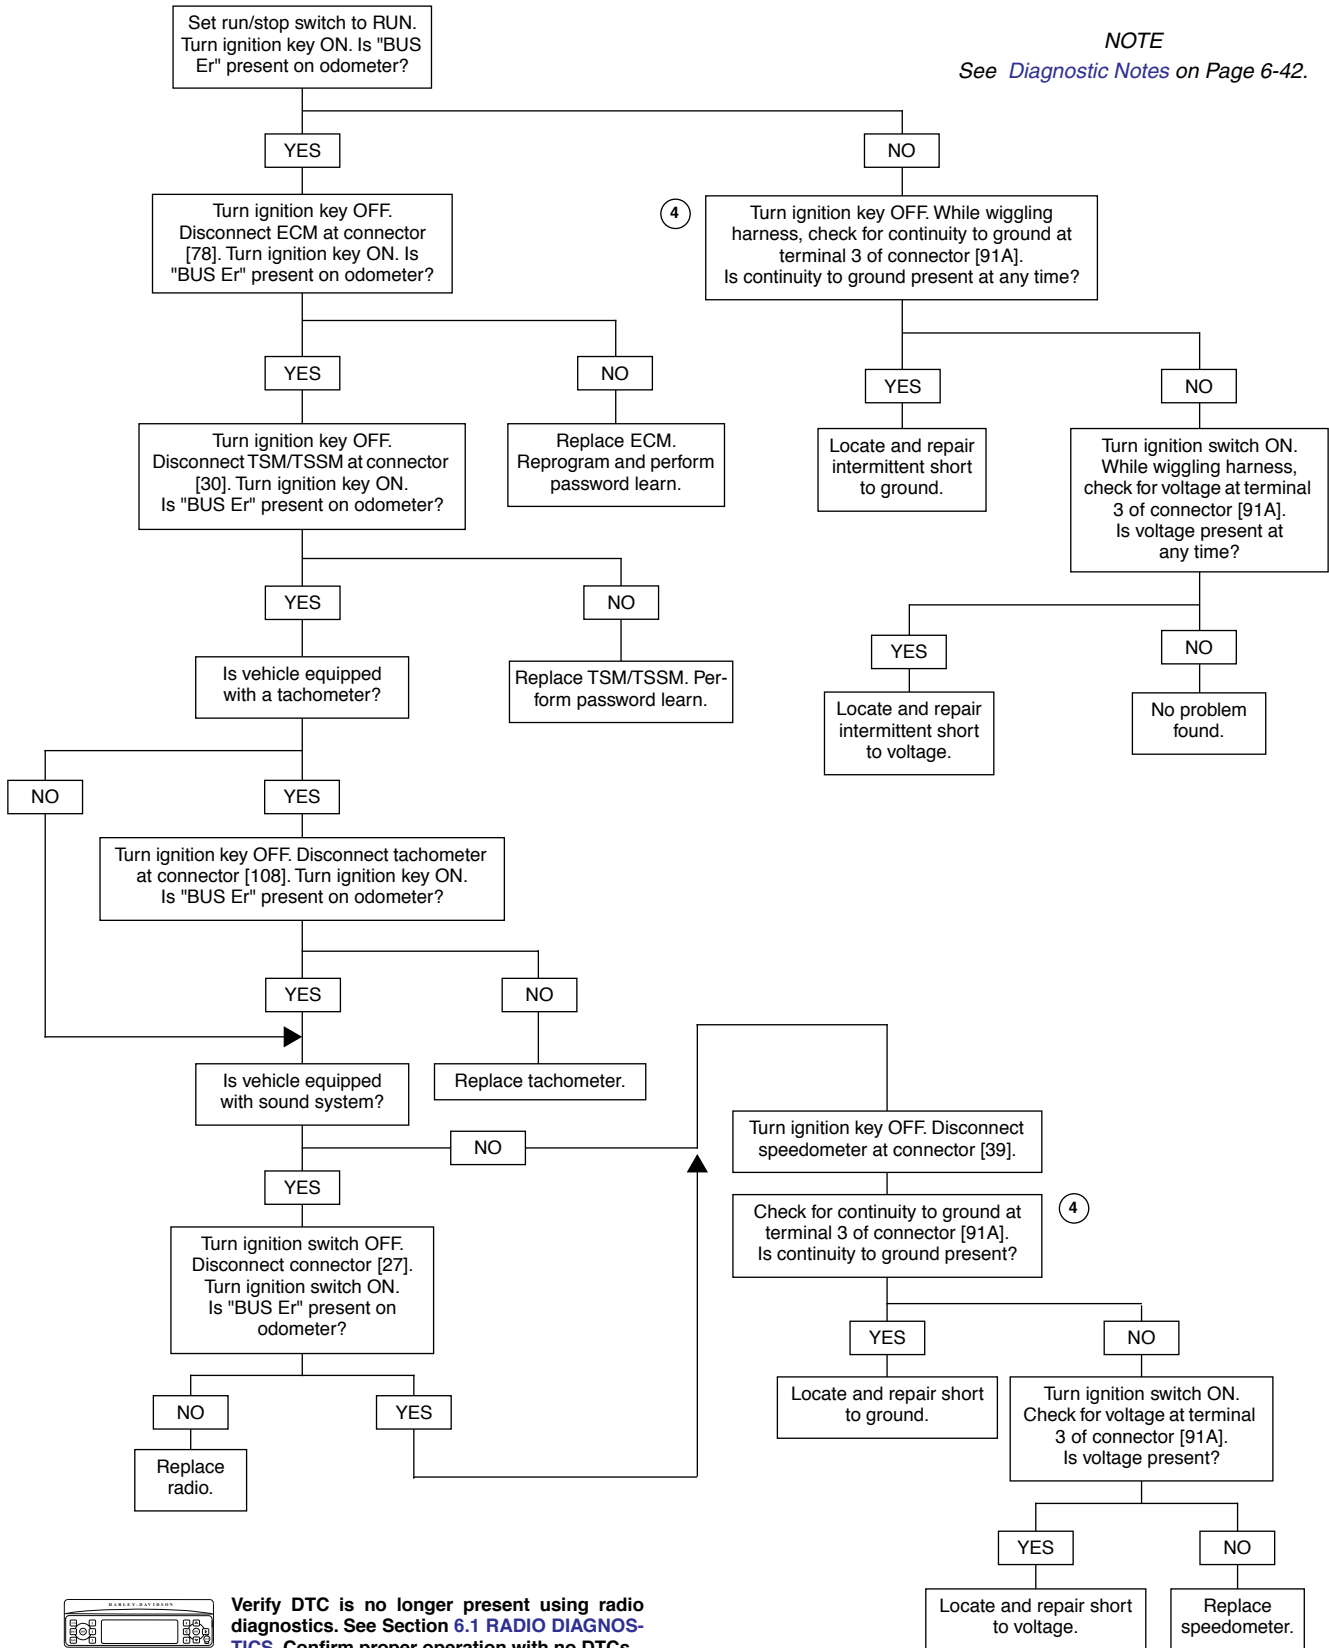 Set run/stop switch to RUN.
Turn ignition key ON. Is "BUS
Er" present on odometer?
NOTE
See Diagnostic Notes on Page 6-42.
YES
NO
Turn ignition key OFF.
Disconnect ECM at connector
[78]. Turn ignition key ON. Is
"BUS Er" present on odometer?
4
Turn ignition key OFF. While wiggling
harness, check for continuity to ground at
terminal 3 of connector [91A].
Is continuity to ground present at any time?
YES
NO
YES
NO
Turn ignition key OFF.
Disconnect TSM/TSSM at connector
[30]. Turn ignition key ON.
Is "BUS Er" present on odometer?
Replace ECM.
Reprogram and perform
password learn.
Locate and repair
intermittent short
to ground.
Turn ignition switch ON.
While wiggling harness,
check for voltage at terminal
3 of connector [91A].
Is voltage present at
any time?
YES
NO
YES
NO
Is vehicle equipped
with a tachometer?
Replace TSM/TSSM. Per-
form password learn.
Locate and repair
intermittent short
to voltage.
No problem
found.
NO
YES
Turn ignition key OFF. Disconnect tachometer
at connector [108]. Turn ignition key ON.
Is "BUS Er" present on odometer?
YES
NO
Is vehicle equipped
with sound system?
Replace tachometer.
NO
Turn ignition key OFF. Disconnect
speedometer at connector [39].
YES
Check for continuity to ground at
terminal 3 of connector [91A].
Is continuity to ground present?
4
Turn ignition switch OFF.
Disconnect connector [27].
Turn ignition switch ON.
Is "BUS Er" present on
odometer?
YES
NO
NO
YES
Locate and repair short
to ground.
Turn ignition switch ON.
Check for voltage at terminal
3 of connector [91A].
Is voltage present?
Replace
radio.
YES
NO
Locate and repair short
to voltage.
Replace
speedometer.
HARLEY-DAVIDSON
Verify DTC is no longer present using radio
diagnostics. See Section 6.1 RADIO DIAGNOS-
TICS. Confirm proper operation with no DTCs.